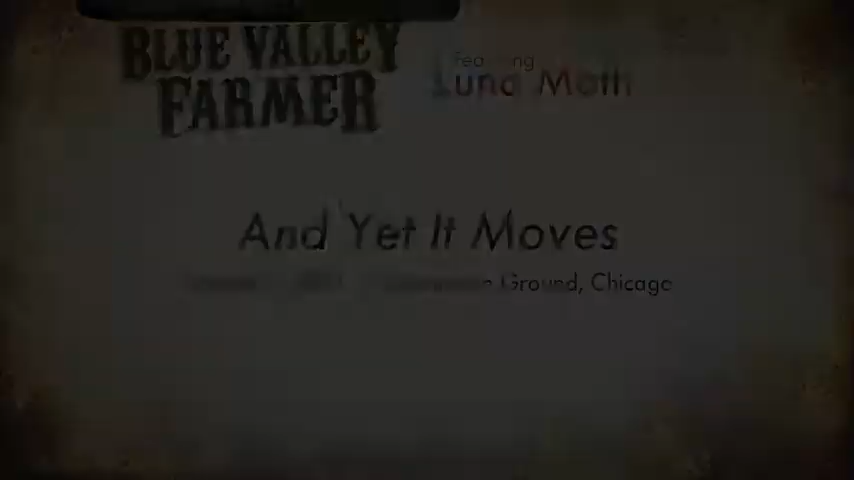 BLUE VALLEY
FARMER
Luna Moth
And Yet It Moves
Ground, Chicago